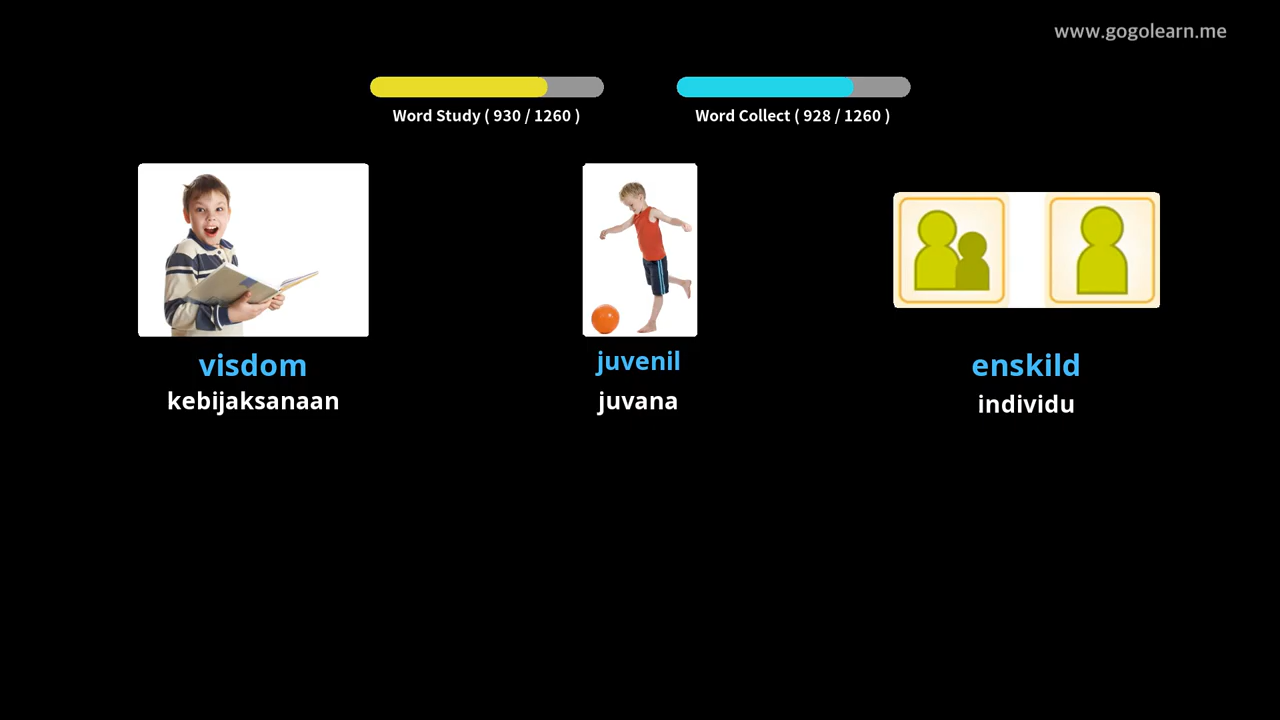 www.gogolearn.me
Word Study ( 930 / 1260 )
Word Collect ( 928 / 1260 )
visdom
kebijaksanaan
juvenil
juvana
enskild
individu